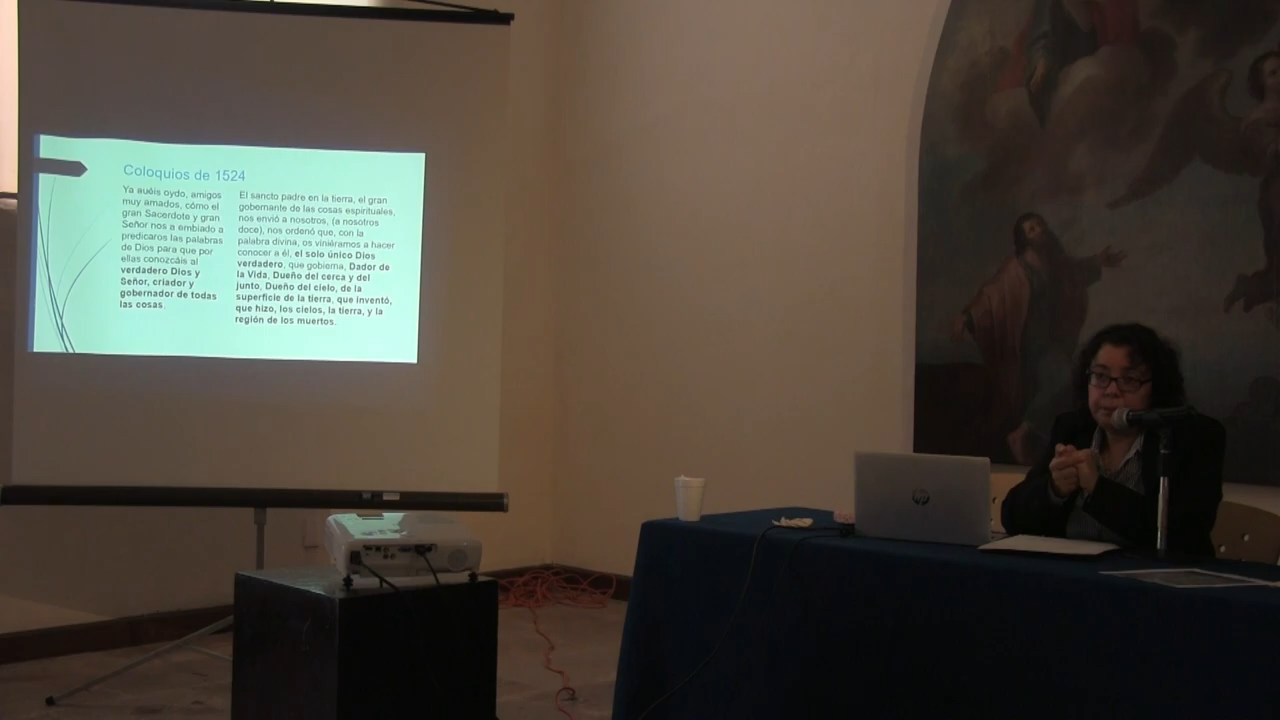 Coloquios de 1524
Ya auéis oydo, amigos
muy amados, cómo el
gran Sacerdote y gran
Señor nos a embiado a
predicaros las palabras
de Dios para que por
ellas conozcáis al
verdadero Dios y
Señor, criador y
gobernador de todas
las cosas.
El sancto padre en la tierra, el gran
gobernante de las cosas espirituales,
nos envió a nosotros, (a nosotros
doce), nos ordenó que, con la
palabra divina, os viniéramos a hacer
conocer a él, el solo único Dios
verdadero, que gobierna, Dador de
la Vida, Dueño del cerca y del
junto, Dueño del cielo, de la
superficie de la tierra, que inventó,
que hizo, los cielos, la tierra, y la
región de los muertos.
hp